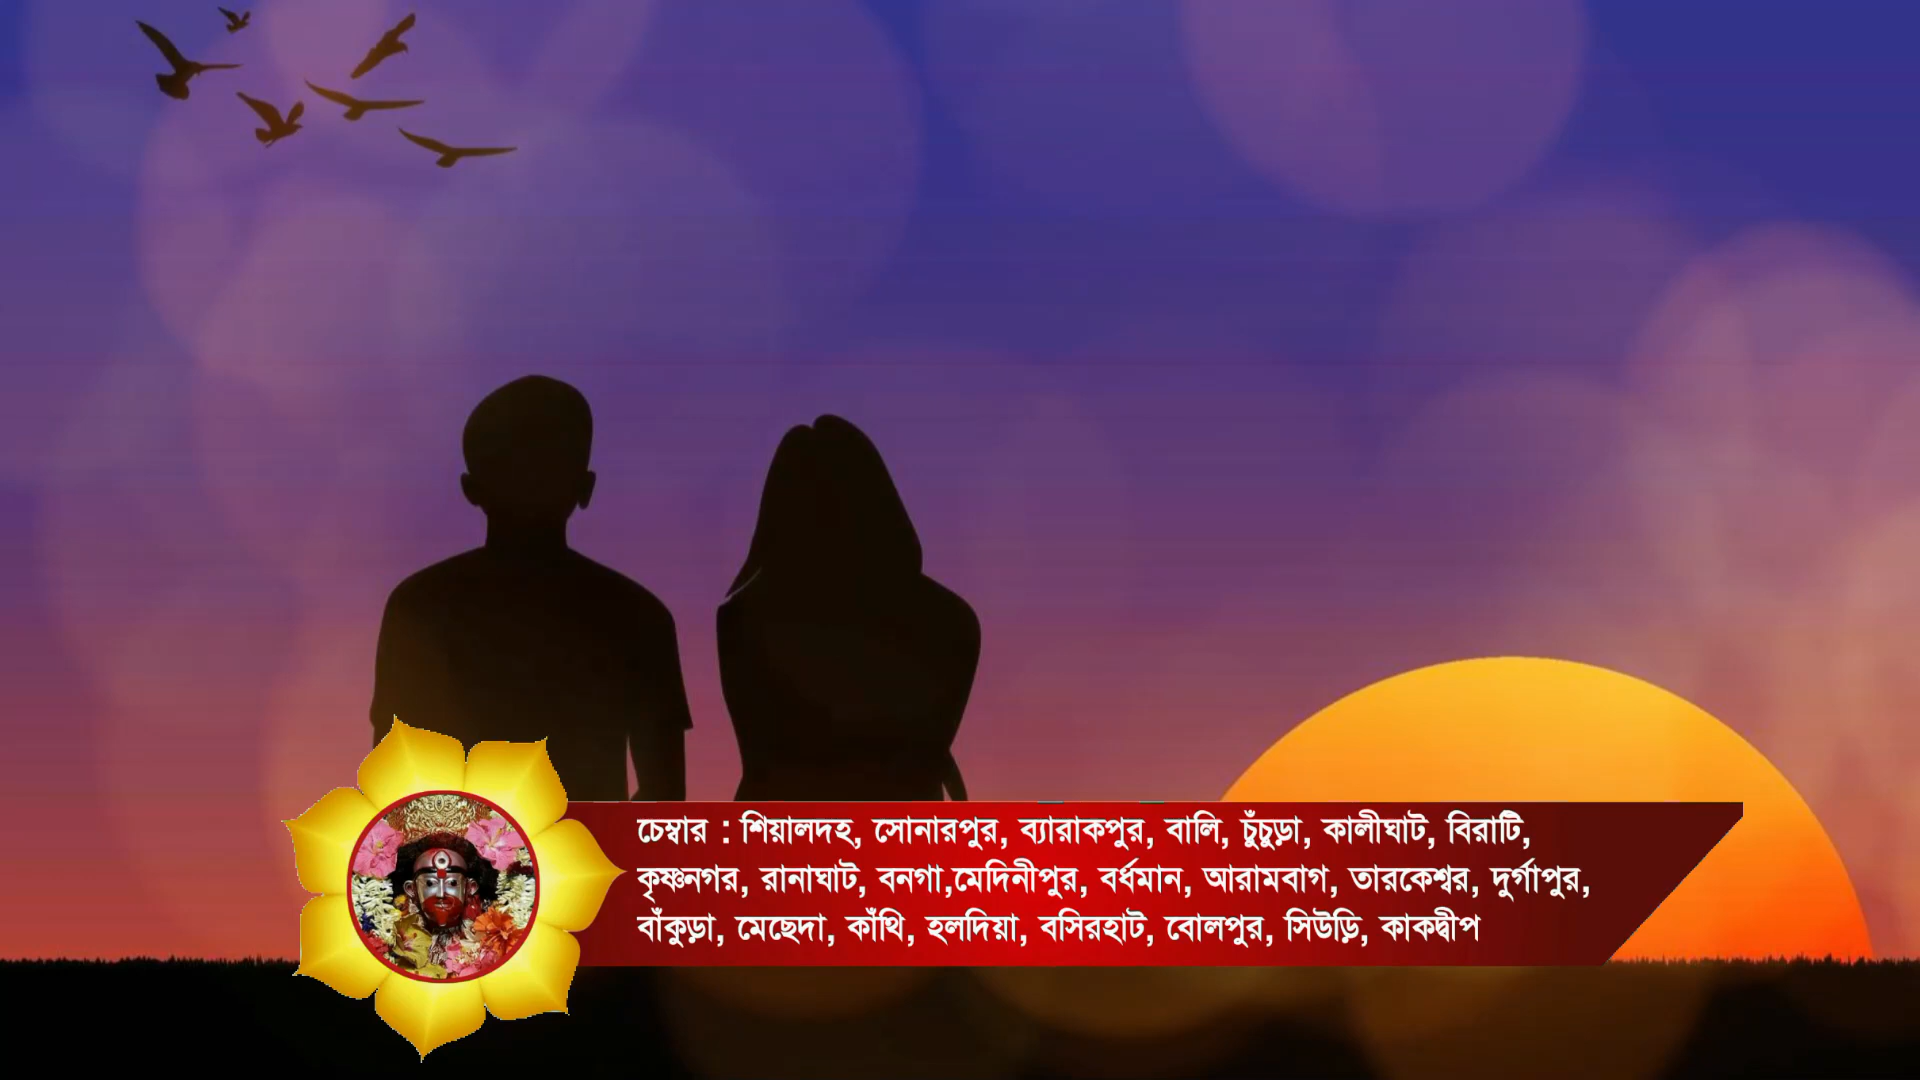 চেম্বার : শিয়ালদহ, সোনারপুর, ব্যারাকপুর, বালি, চুঁচুড়া, কালীঘাট, বিরাটি,
কৃষ্ণনগর, রানাঘাট, বনগা,মেদিনীপুর, বর্ধমান, আরামবাগ, তারকেশ্বর, দুর্গাপুর,
বাঁকুড়া, মেছেদা, কাঁথি, হলদিয়া, বসিরহাট, বোলপুর, সিউড়ি, কাকদ্বীপ